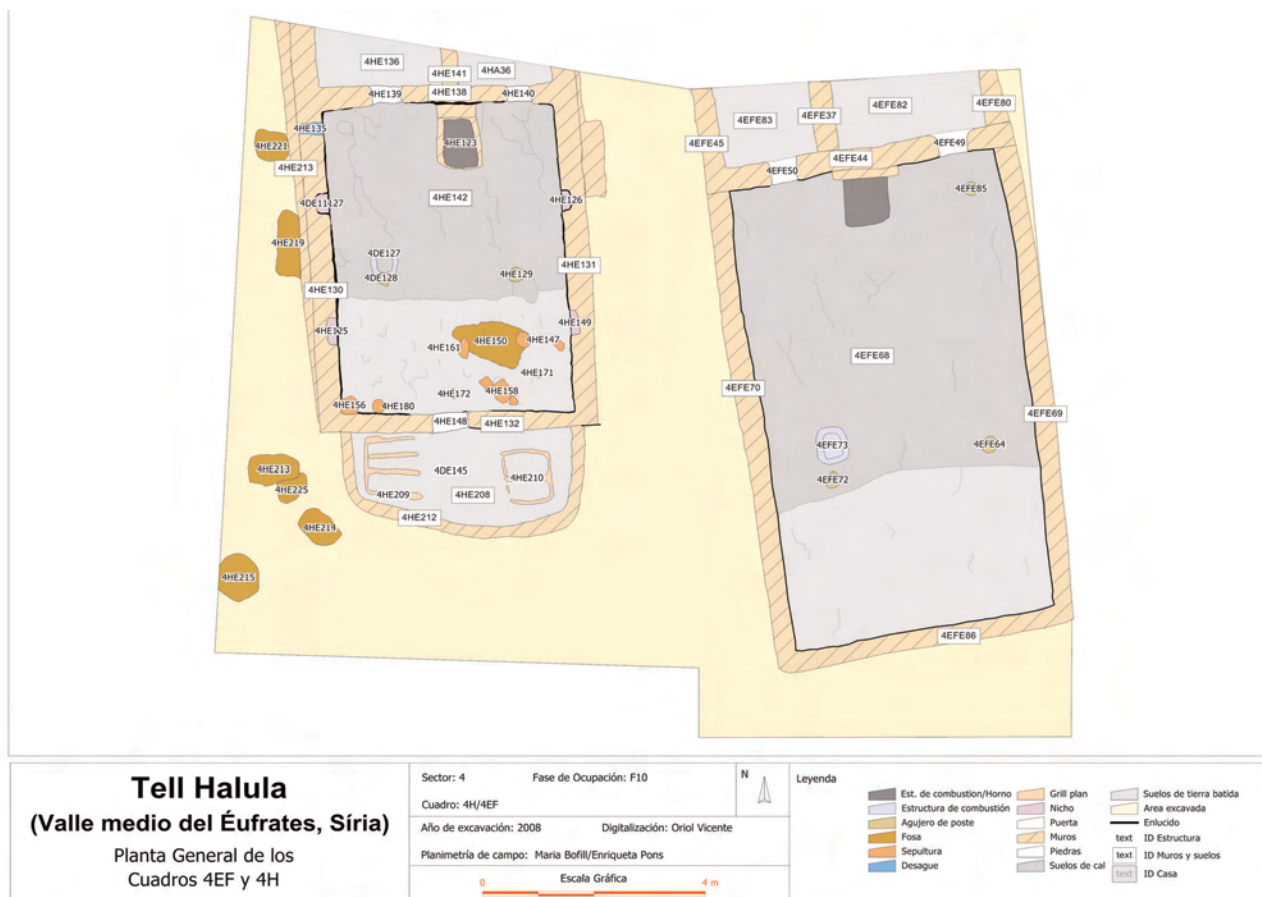 4HE136
4HE141
4HA36
4HE139
4HE138
4HE140
4HE135
4HE123
4HE221
4HE213
4HE142
4DE11127
4HE126
4HE219
4DE127
4DE128
4HE129
4HE131
4HE130
4HE125
4HE149
4HE161
4HE150
4HE147
4HE171
4HE172
4HE158
4HE156
4HE180
4HE148
4HE132
4HE213
4HE225
4DE145
4HE210
4HE209
4HE208
4HE212
4HE214
4HE215
4EFE83
4EFE37
4EFE82
4EFE80
4EFE45
4EFE50
4EFE44
4EFE49
4EFE85
4EFE68
4EFE70
4EFE69
4EFE73
4EFE64
4EFE72
4EFE86
Tell Halula
(Valle medio del Éufrates, Síria)
Planta General de los
Cuadros 4EF y 4H
Sector: 4 Fase de Ocupación: F10
Cuadro: 4H/4EF
N
Año de excavación: 2008 Digitalización: Oriol Vicente
Planimetría de campo: Maria Bofill/Enriqueta Pons
Escala Gráfica
0 4 m
Leyenda
Est. de combustion/Horno
Estructura de combustión
Agujero de poste
Fosa
Sepultura
Desague
Grill plan
Nicho
Puerta
Muros
Piedras
Suelos de cal
Suelos de tierra batida
Area excavada
Enlucido
text ID Estructura
text ID Muros y suelos
text ID Casa